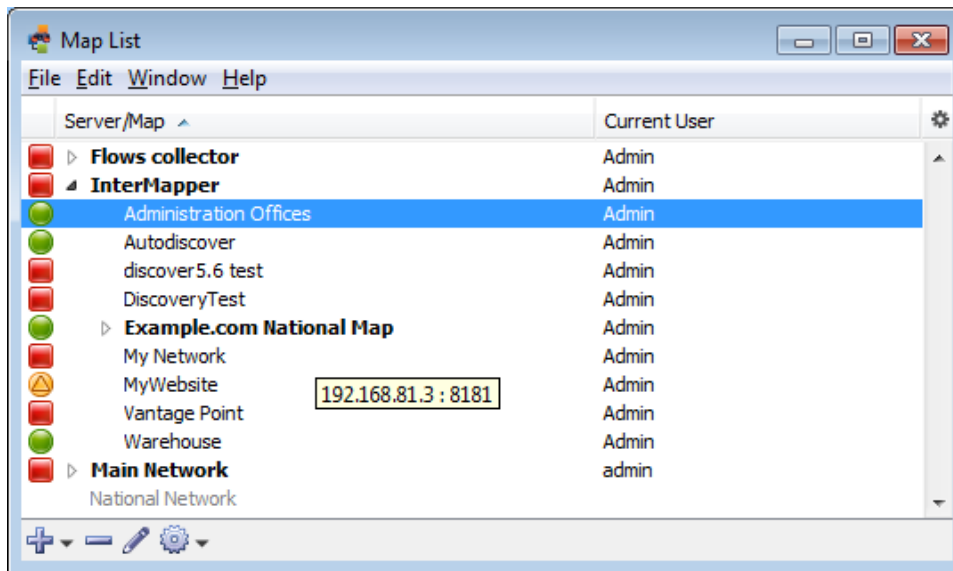 Map List
File Edit Window Help
Server/Map Current User
Flows collector Admin
InterMapper Admin
Administration Offices Admin
Autodiscover Admin
discover5.6 test Admin
DiscoveryTest Admin
Example.com National Map Admin
My Network Admin
MyWebsite Admin
192.168.81.3 : 8181
Vantage Point Admin
Warehouse Admin
Main Network admin
National Network